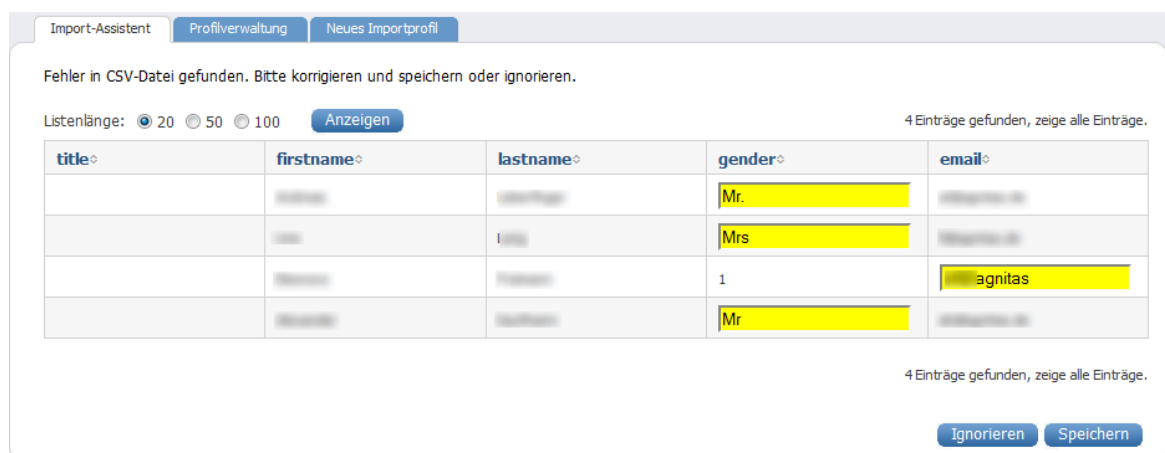 Import-Assistent Profilverwaltung Neues Importprofil
Fehler in CSV-Datei gefunden. Bitte korrigieren und speichern oder ignorieren.
Listenlänge: 20 50 100 Anzeigen 4 Einträge gefunden, zeige alle Einträge.
title firstname lastname gender email
Mr.
Mrs
1 agnitas
Mr
4 Einträge gefunden, zeige alle Einträge.
Ignorieren Speichern